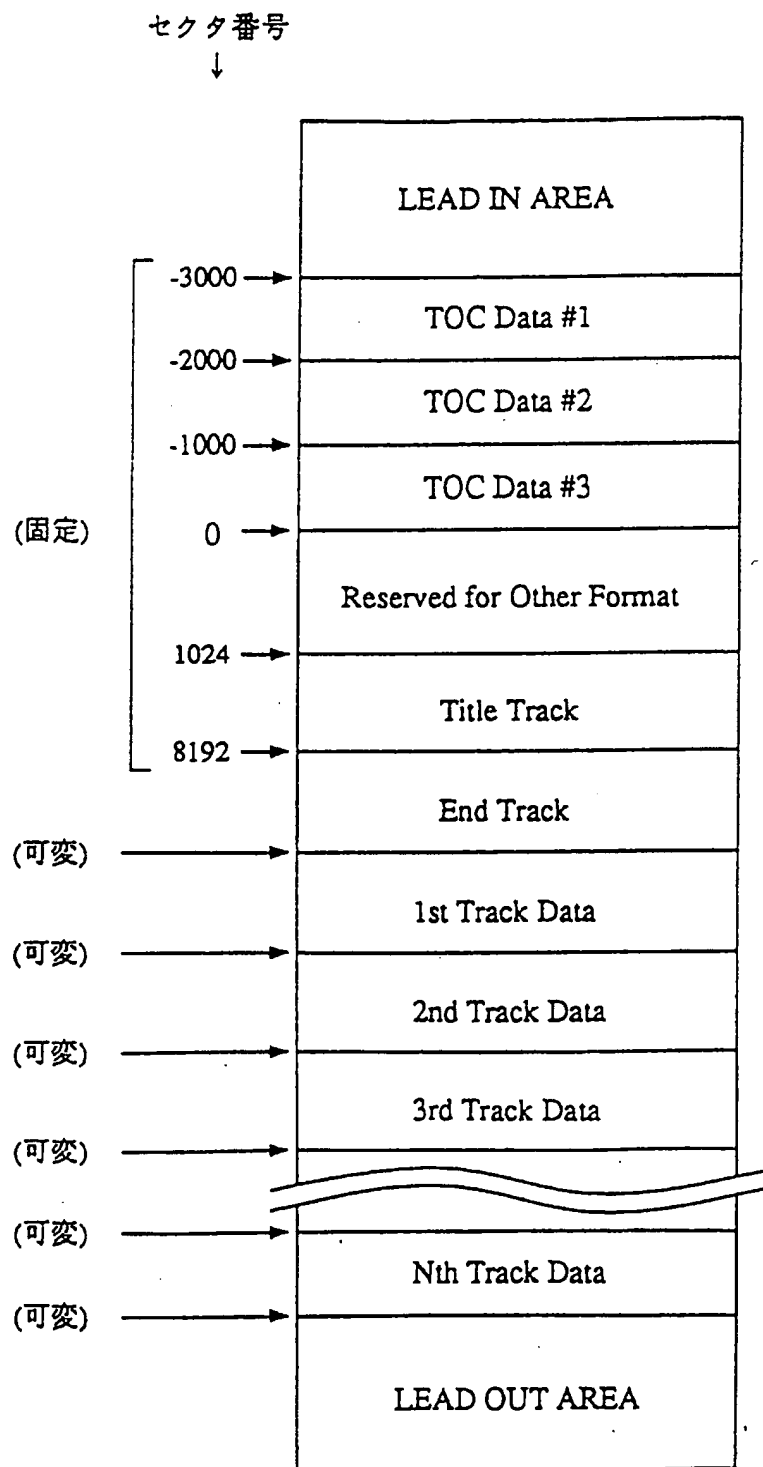 セクタ番号
↓
LEAD IN AREA
-3000
TOC Data #1
-2000
TOC Data #2
-1000
TOC Data #3
(固定)
0
Reserved for Other Format
1024
Title Track
8192
End Track
(可変)
1st Track Data
(可変)
2nd Track Data
(可変)
3rd Track Data
(可変)
(可変)
Nth Track Data
(可変)
LEAD OUT AREA